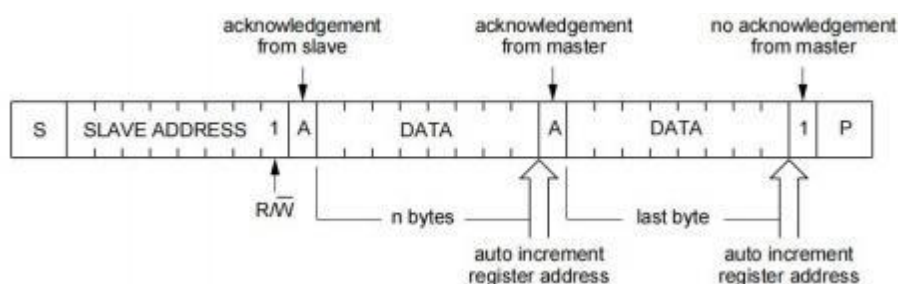 acknowledgement from slave
acknowledgement from master
no acknowledgement from master
S SLAVE ADDRESS 1 A DATA A DATA 1 P
R/W̅
n bytes
last byte
auto increment register address
auto increment register address